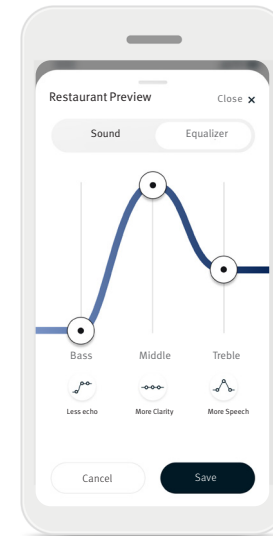 Restaurant Preview Close ×
Sound Equalizer
Bass Middle Treble
Less echo More Clarity More Speech
Cancel Save